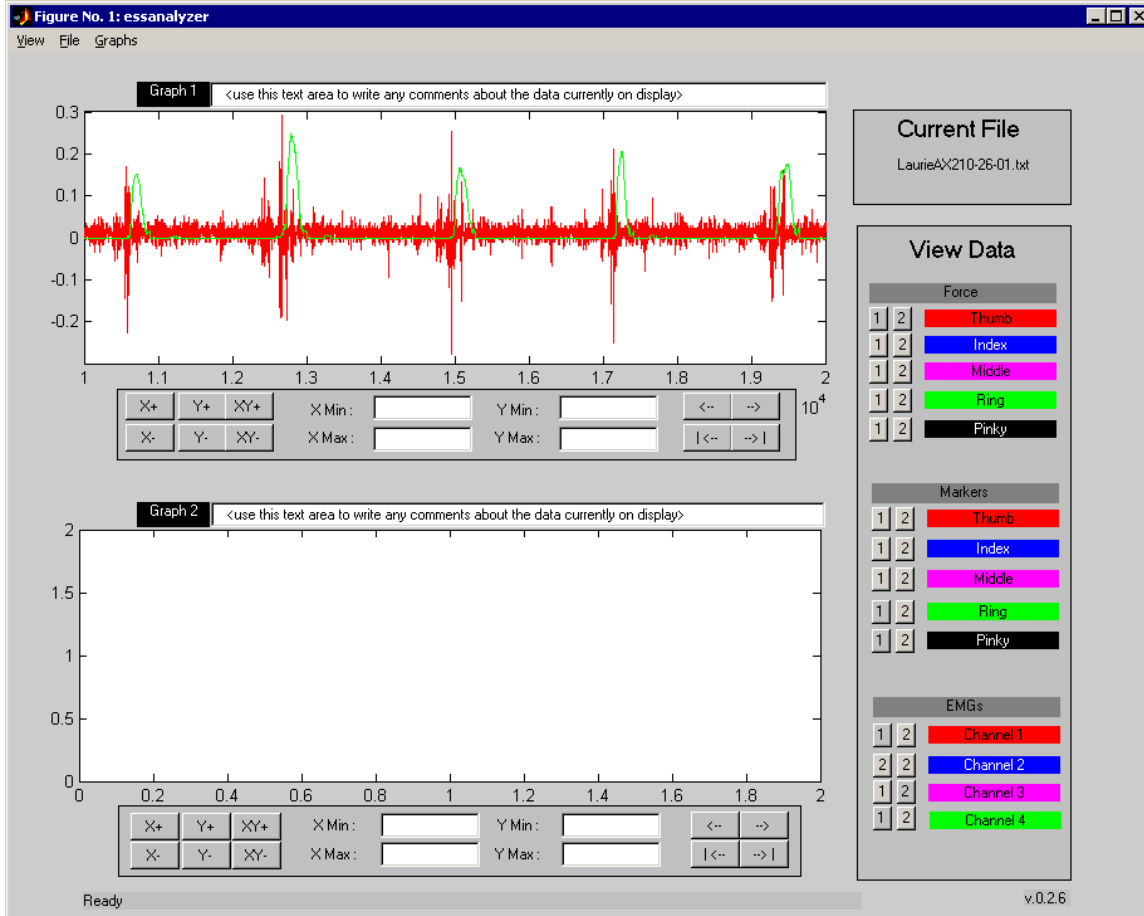 Figure No. 1: essanalyzer
View File Graphs
Graph 1 <use this text area to write any comments about the data currently on display>
0.3
0.2
0.1
0
-0.1
-0.2
1 1.1 1.2 1.3 1.4 1.5 1.6 1.7 1.8 1.9 2
10^4
X+ Y+ XY+ X Min : Y Min : <-- -->
X- Y- XY- X Max : Y Max : |<-- -->|
Graph 2 <use this text area to write any comments about the data currently on display>
2
1.5
1
0.5
0
0 0.2 0.4 0.6 0.8 1 1.2 1.4 1.6 1.8 2
X+ Y+ XY+ X Min : Y Min : <-- -->
X- Y- XY- X Max : Y Max : |<-- -->|
Ready
Current File
LaurieAX210-26-01.txt
View Data
Force
1 2 Thumb
1 2 Index
1 2 Middle
1 2 Ring
1 2 Pinky
Markers
1 2 Thumb
1 2 Index
1 2 Middle
1 2 Ring
1 2 Pinky
EMGs
1 2 Channel 1
2 2 Channel 2
1 2 Channel 3
1 2 Channel 4
v.0.2.6